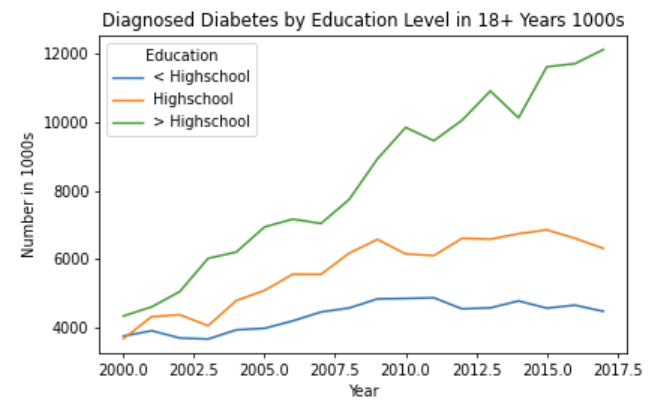 Diagnosed Diabetes by Education Level in 18+ Years 1000s
Education
< Highschool
Highschool
> Highschool
12000
10000
8000
6000
4000
Number in 1000s
2000.0 2002.5 2005.0 2007.5 2010.0 2012.5 2015.0 2017.5
Year